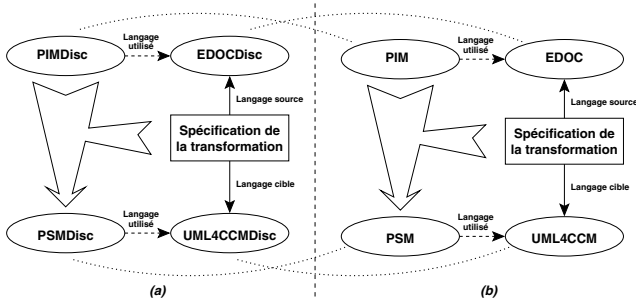 Langage
utilisé
PIMDisc
EDOCDisc
Langage source
Spécification de
la transformation
Langage cible
Langage
utilisé
PSMDisc
UML4CCMDisc
(a)
Langage
utilisé
PIM
EDOC
Langage source
Spécification de
la transformation
Langage cible
Langage
utilisé
PSM
UML4CCM
(b)